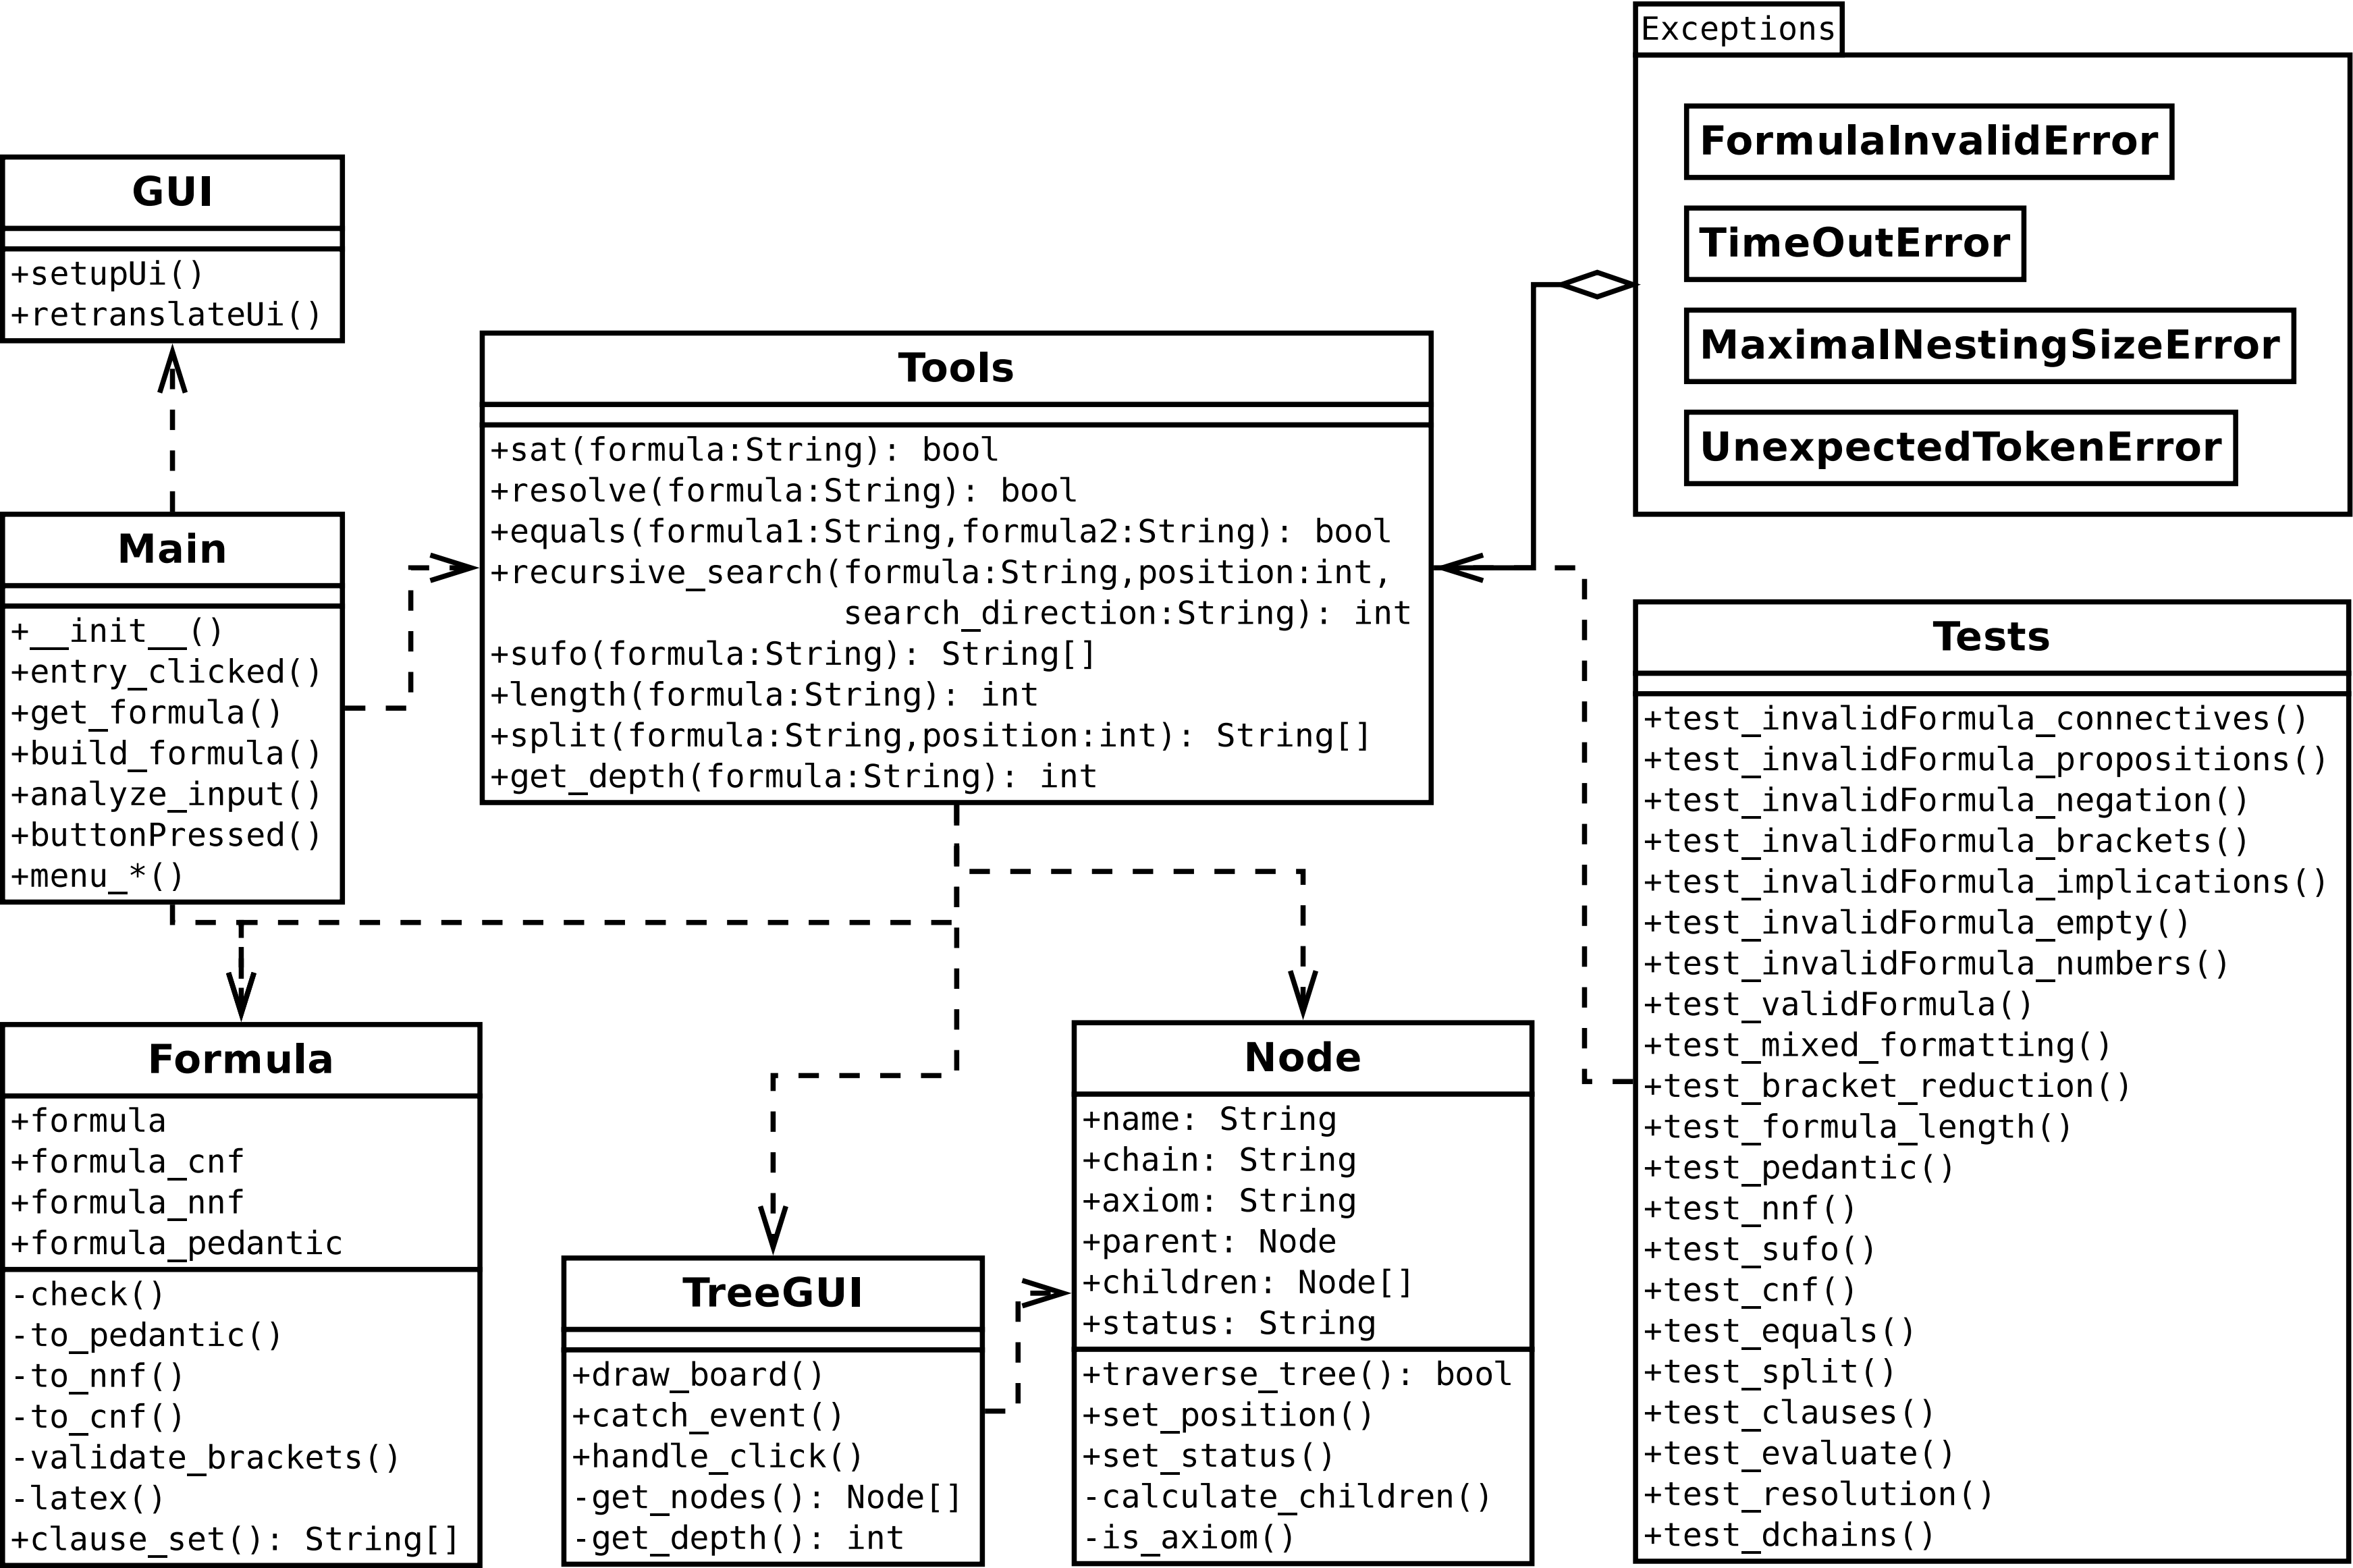 Exceptions
FormulaInvalidError
TimeOutError
MaximalNestingSizeError
UnexpectedTokenError
GUI
+setupUi()
+retranslateUi()
Tools
+sat(formula:String): bool
+resolve(formula:String): bool
+equals(formula1:String,formula2:String): bool
+recursive_search(formula:String,position:int,
search_direction:String): int
+sufo(formula:String): String[]
+length(formula:String): int
+split(formula:String,position:int): String[]
+get_depth(formula:String): int
Main
+__init__()
+entry_clicked()
+get_formula()
+build_formula()
+analyze_input()
+buttonPressed()
+menu_*()
Tests
+test_invalidFormula_connectives()
+test_invalidFormula_propositions()
+test_invalidFormula_negation()
+test_invalidFormula_brackets()
+test_invalidFormula_implications()
+test_invalidFormula_empty()
+test_invalidFormula_numbers()
+test_validFormula()
+test_mixed_formatting()
+test_bracket_reduction()
+test_formula_length()
+test_pedantic()
+test_nnf()
+test_sufo()
+test_cnf()
+test_equals()
+test_split()
+test_clauses()
+test_evaluate()
+test_resolution()
+test_dchains()
Formula
+formula
+formula_cnf
+formula_nnf
+formula_pedantic
-check()
-to_pedantic()
-to_nnf()
-to_cnf()
-validate_brackets()
-latex()
+clause_set(): String[]
TreeGUI
+draw_board()
+catch_event()
+handle_click()
-get_nodes(): Node[]
-get_depth(): int
Node
+name: String
+chain: String
+axiom: String
+parent: Node
+children: Node[]
+status: String
+traverse_tree(): bool
+set_position()
+set_status()
-calculate_children()
-is_axiom()